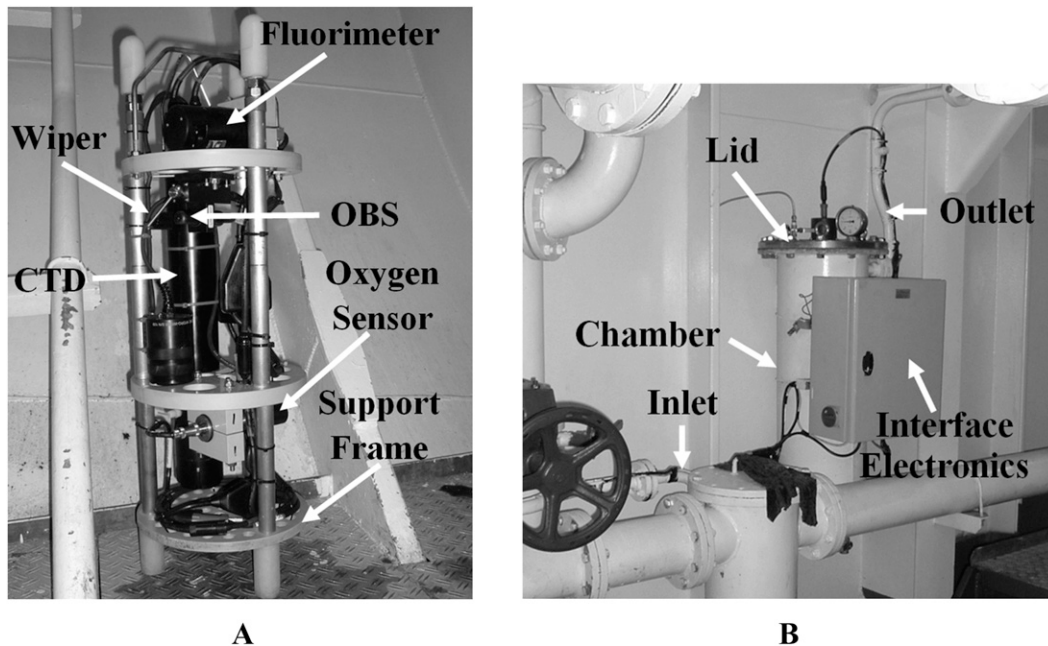 Fluorimeter
Wiper
OBS
CTD
Oxygen
Sensor
Support
Frame
A
Lid
Outlet
Chamber
Inlet
Interface
Electronics
B